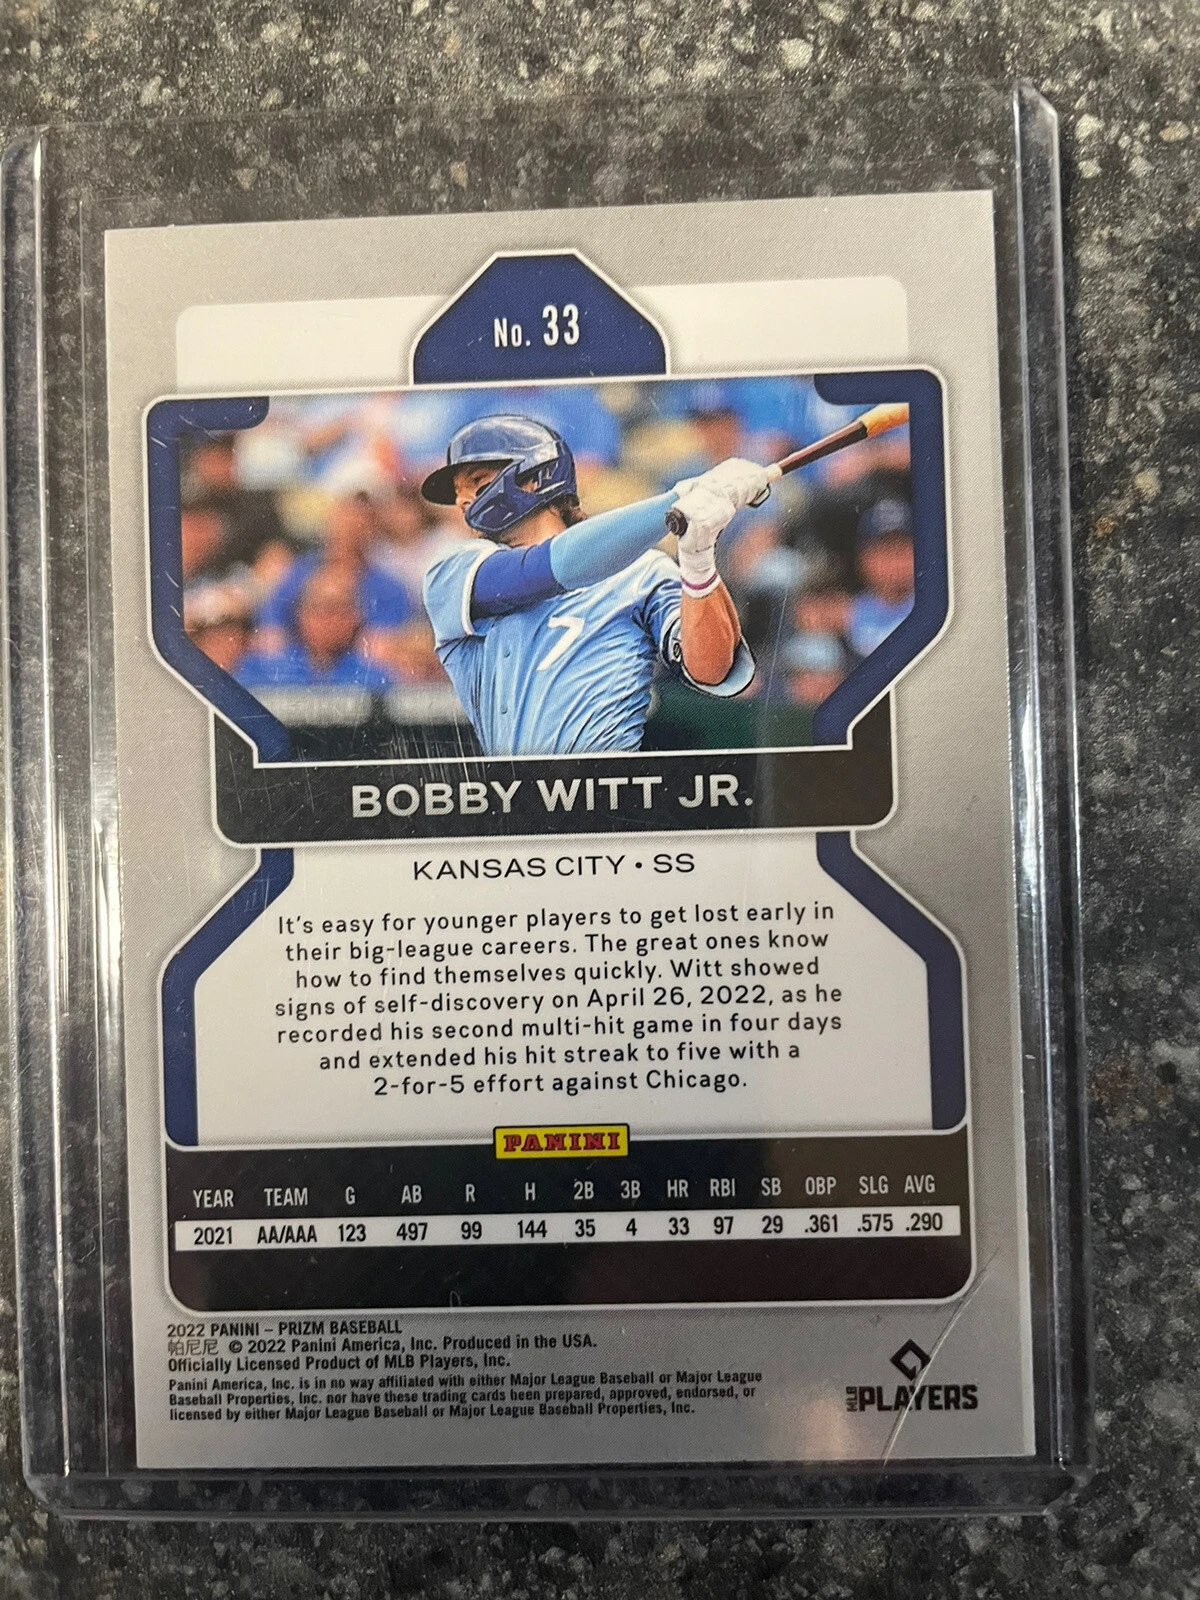 No. 33
7
BOBBY WITT JR.
KANSAS CITY • SS
It's easy for younger players to get lost early in
their big-league careers. The great ones know
how to find themselves quickly. Witt showed
signs of self-discovery on April 26, 2022, as he
recorded his second multi-hit game in four days
and extended his hit streak to five with a
2-for-5 effort against Chicago.
PANINI
YEAR TEAM G AB R H 2B 3B HR RBI SB OBP SLG AVG
2021 AA/AAA 123 497 99 144 35 4 33 97 29 .361 .575 .290
2022 PANINI – PRIZM BASEBALL
帕尼尼 © 2022 Panini America, Inc. Produced in the USA.
Officially Licensed Product of MLB Players, Inc.
Panini America, Inc. is in no way affiliated with either Major League Baseball or Major League
Baseball Properties, Inc. nor have these trading cards been prepared, approved, endorsed, or
licensed by either Major League Baseball or Major League Baseball Properties, Inc.
MLB PLAYERS